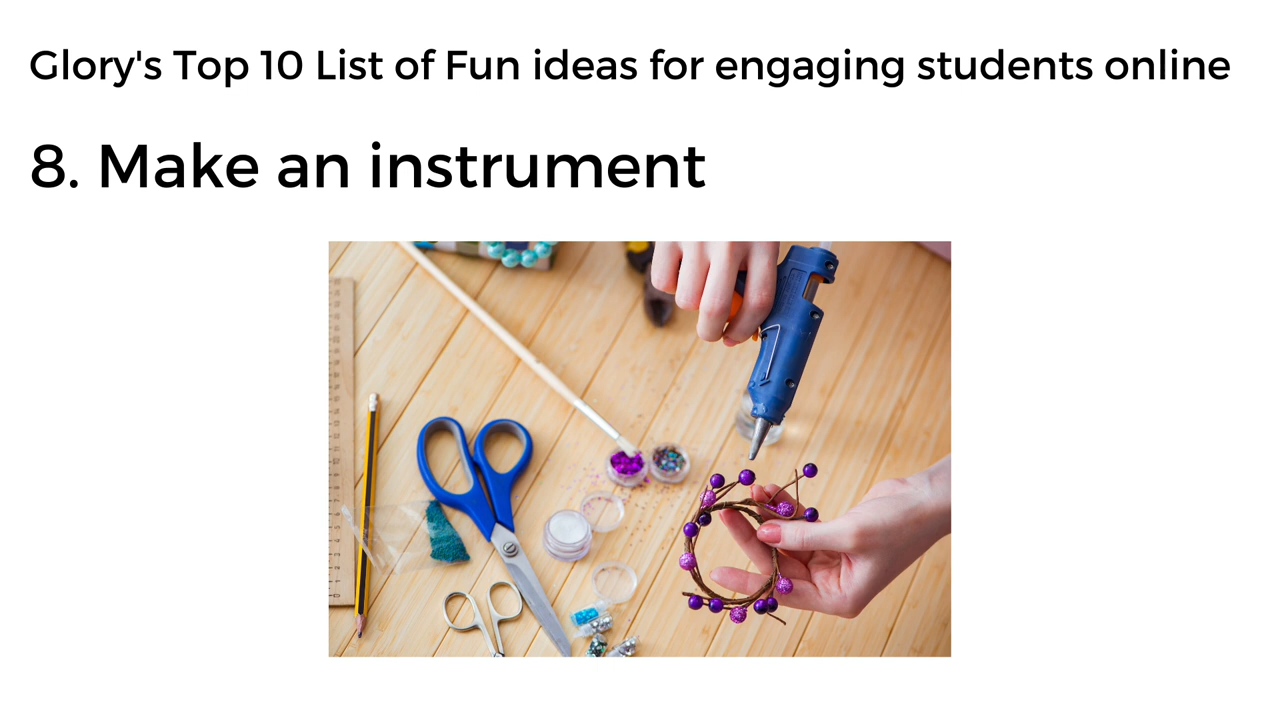 Glory's Top 10 List of Fun ideas for engaging students online
8. Make an instrument